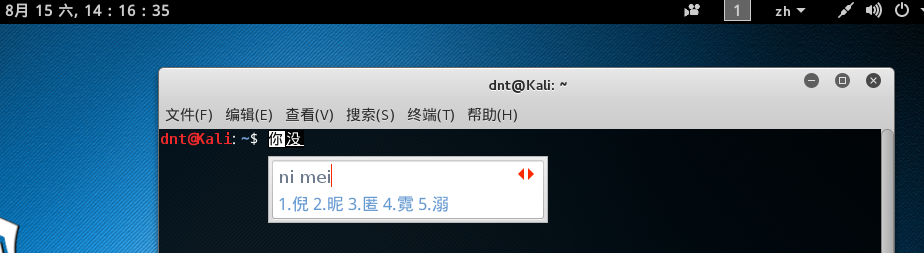 8月 15 六, 14：16：35
1
zh
dnt@Kali: ~
文件(F) 编辑(E) 查看(V) 搜索(S) 终端(T) 帮助(H)
dnt@Kali:~$ 你没
ni mei
1.倪 2.昵 3.匿 4.霓 5.溺